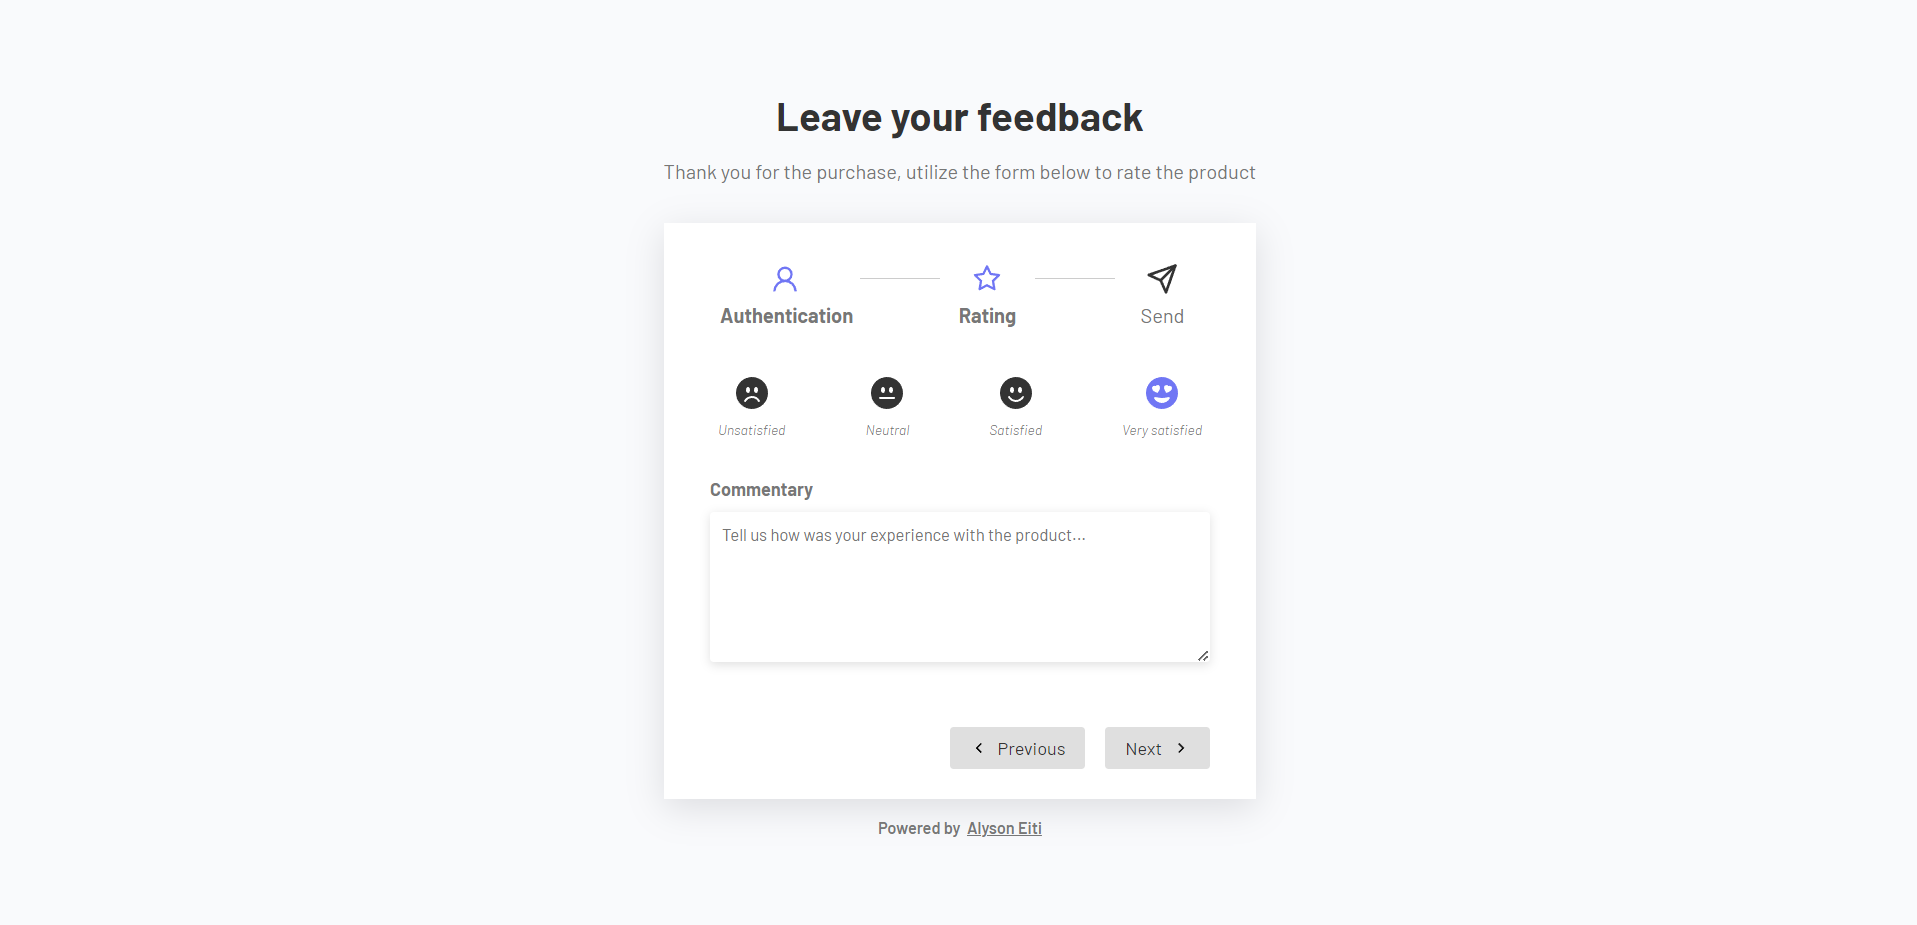 Leave your feedback
Thank you for the purchase, utilize the form below to rate the product
Authentication
Rating
Send
Unsatisfied
Neutral
Satisfied
Very satisfied
Commentary
Tell us how was your experience with the product...
Previous
Next
Powered by Alyson Eiti